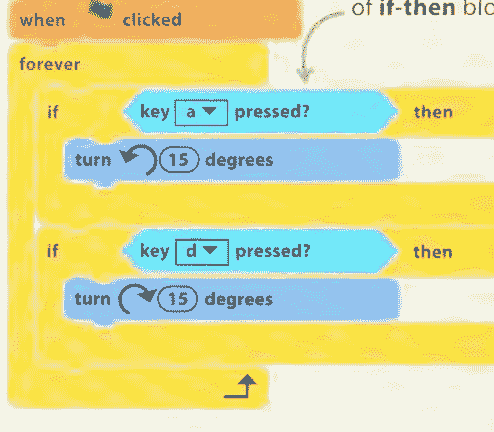 of if-then blo
when clicked
forever
if key a pressed? then
turn 15 degrees
if key d pressed? then
turn 15 degrees